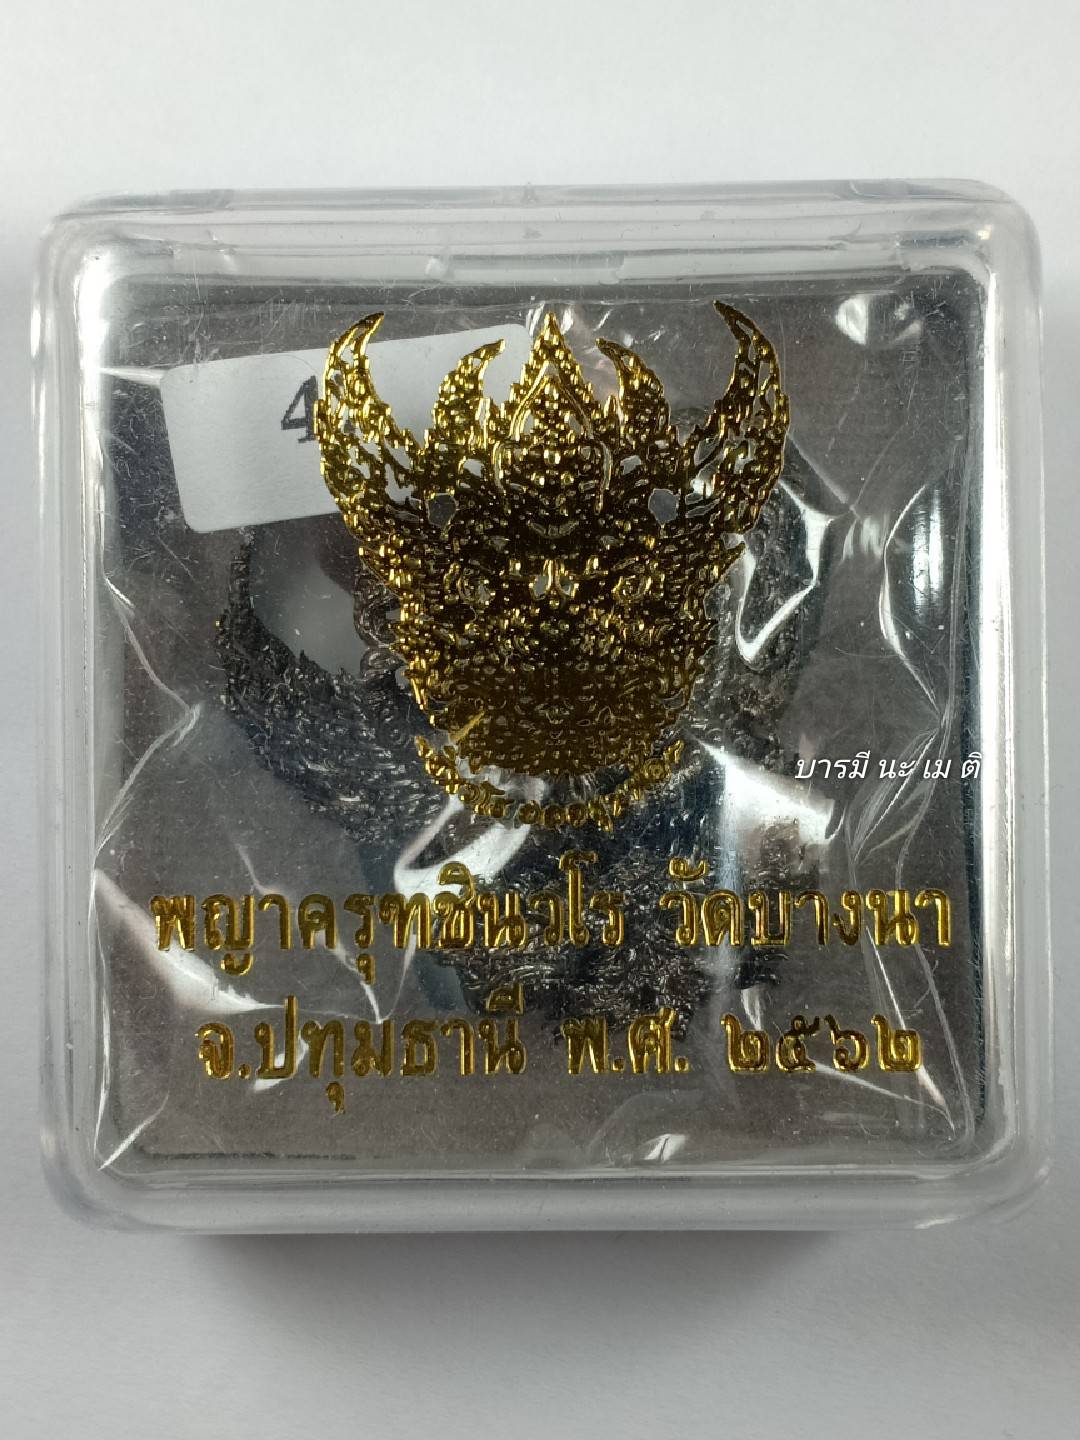 4
บารมี นะ เม ติ
พญาครุฑชินวโร วัดบางนา
จ.ปทุมธานี พ.ศ. ๒๕๖๒